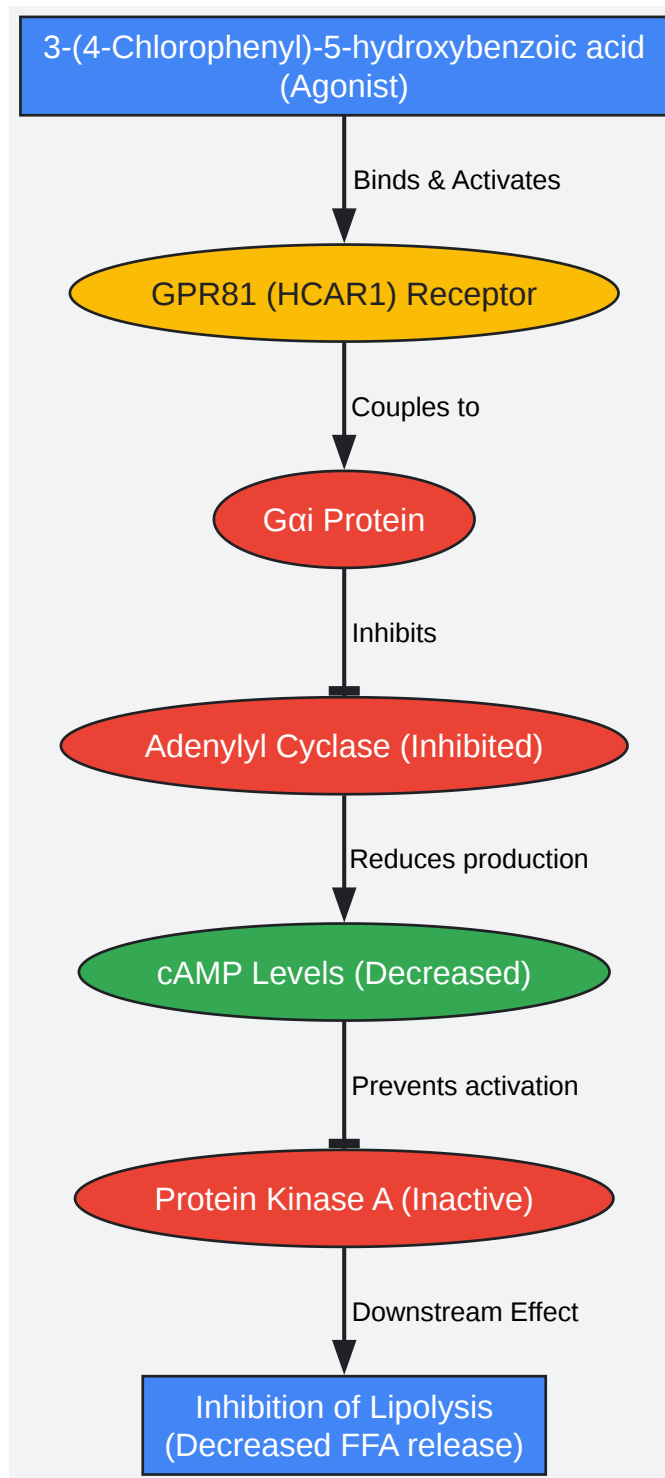 3-(4-Chlorophenyl)-5-hydroxybenzoic acid
(Agonist)
Binds & Activates
GPR81 (HCAR1) Receptor
Couples to
Gαi Protein
Inhibits
Adenylyl Cyclase (Inhibited)
Reduces production
cAMP Levels (Decreased)
Prevents activation
Protein Kinase A (Inactive)
Downstream Effect
Inhibition of Lipolysis
(Decreased FFA release)